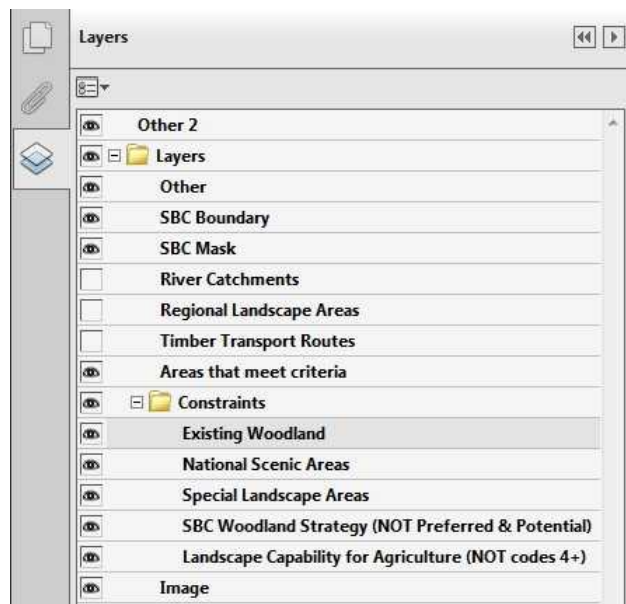 Layers
Other 2
Layers
Other
SBC Boundary
SBC Mask
River Catchments
Regional Landscape Areas
Timber Transport Routes
Areas that meet criteria
Constraints
Existing Woodland
National Scenic Areas
Special Landscape Areas
SBC Woodland Strategy (NOT Preferred & Potential)
Landscape Capability for Agriculture (NOT codes 4+)
Image